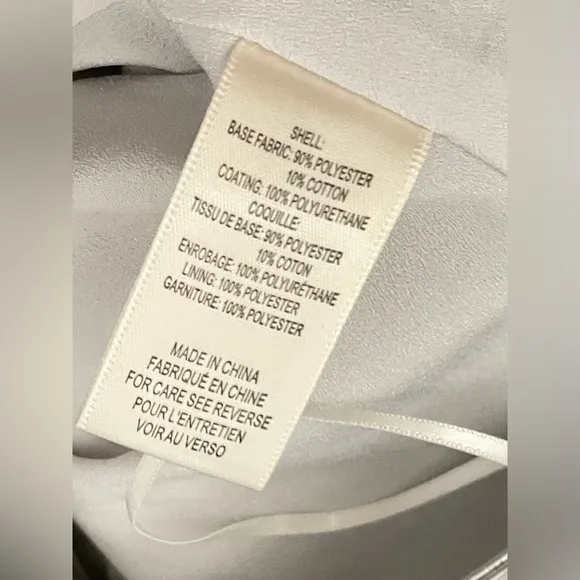 SHELL:
BASE FABRIC: 90% POLYESTER
10% COTTON
COATING: 100% POLYURETHANE
COQUILLE:
TISSU DE BASE: 90% POLYESTER
10% COTON
ENROBAGE: 100% POLYURÉTHANE
LINING: 100% POLYESTER
GARNITURE: 100% POLYESTER
MADE IN CHINA
FABRIQUÉ EN CHINE
FOR CARE SEE REVERSE
POUR L'ENTRETIEN
VOIR AU VERSO